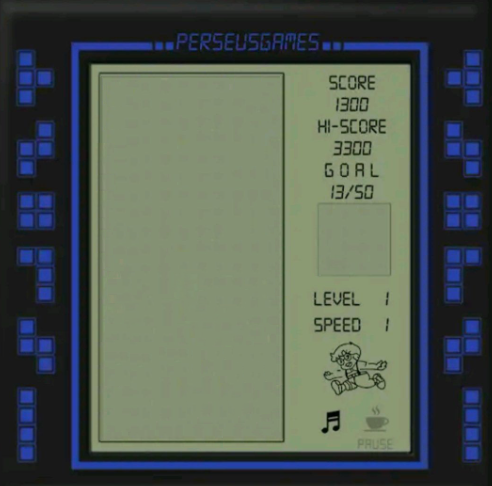 PERSEUSGAMES
SCORE
1300
HI-SCORE
3300
GOAL
13/50
LEVEL 1
SPEED 1
PAUSE